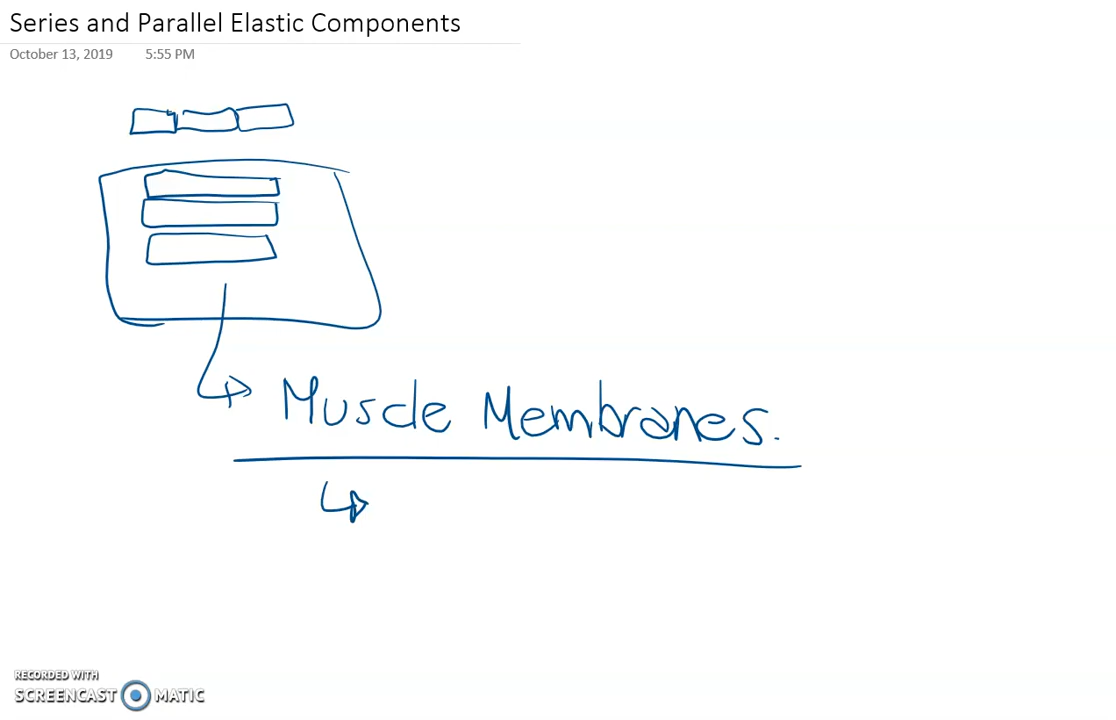 Series and Parallel Elastic Components
October 13, 2019 5:55 PM
Muscle Membranes.
RECORDED WITH
SCREENCAST MATIC